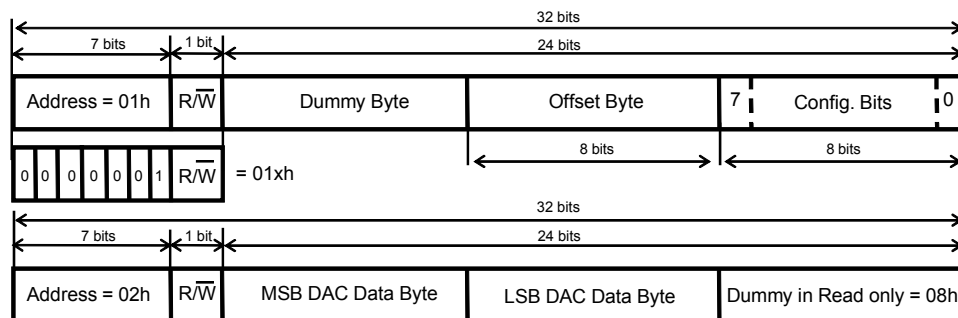 32 bits
7 bits 1 bit 24 bits
Address = 01h R/W̅ Dummy Byte Offset Byte 7 Config. Bits 0
8 bits 8 bits
0 0 0 0 0 0 1 R/W̅ = 01xh
32 bits
7 bits 1 bit 24 bits
Address = 02h R/W̅ MSB DAC Data Byte LSB DAC Data Byte Dummy in Read only = 08h